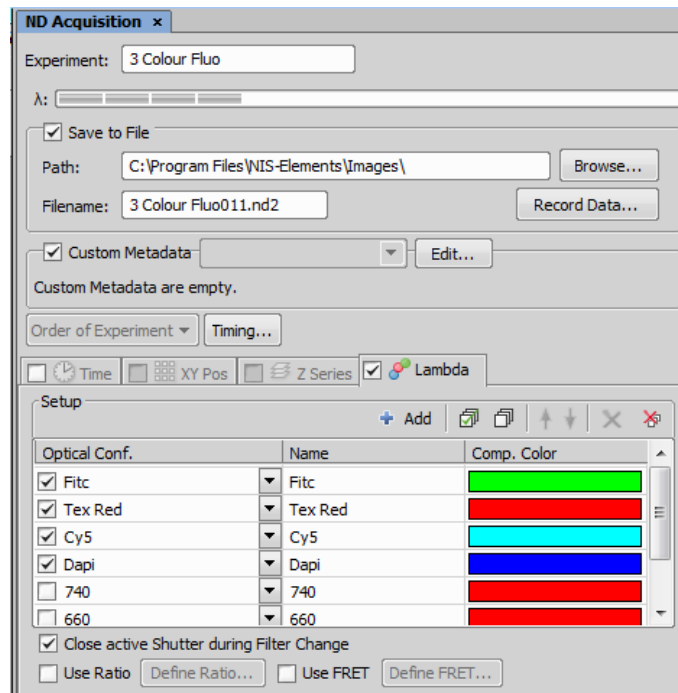 ND Acquisition ×
Experiment: 3 Colour Fluo
λ:
Save to File
Path: C:\Program Files\NIS-Elements\Images\ Browse...
Filename: 3 Colour Fluo011.nd2 Record Data...
Custom Metadata Edit...
Custom Metadata are empty.
Order of Experiment Timing...
Time XY Pos Z Series Lambda
Setup
+ Add
Optical Conf. Name Comp. Color
Fitc Fitc
Tex Red Tex Red
Cy5 Cy5
Dapi Dapi
740 740
660 660
Close active Shutter during Filter Change
Use Ratio Define Ratio... Use FRET Define FRET...